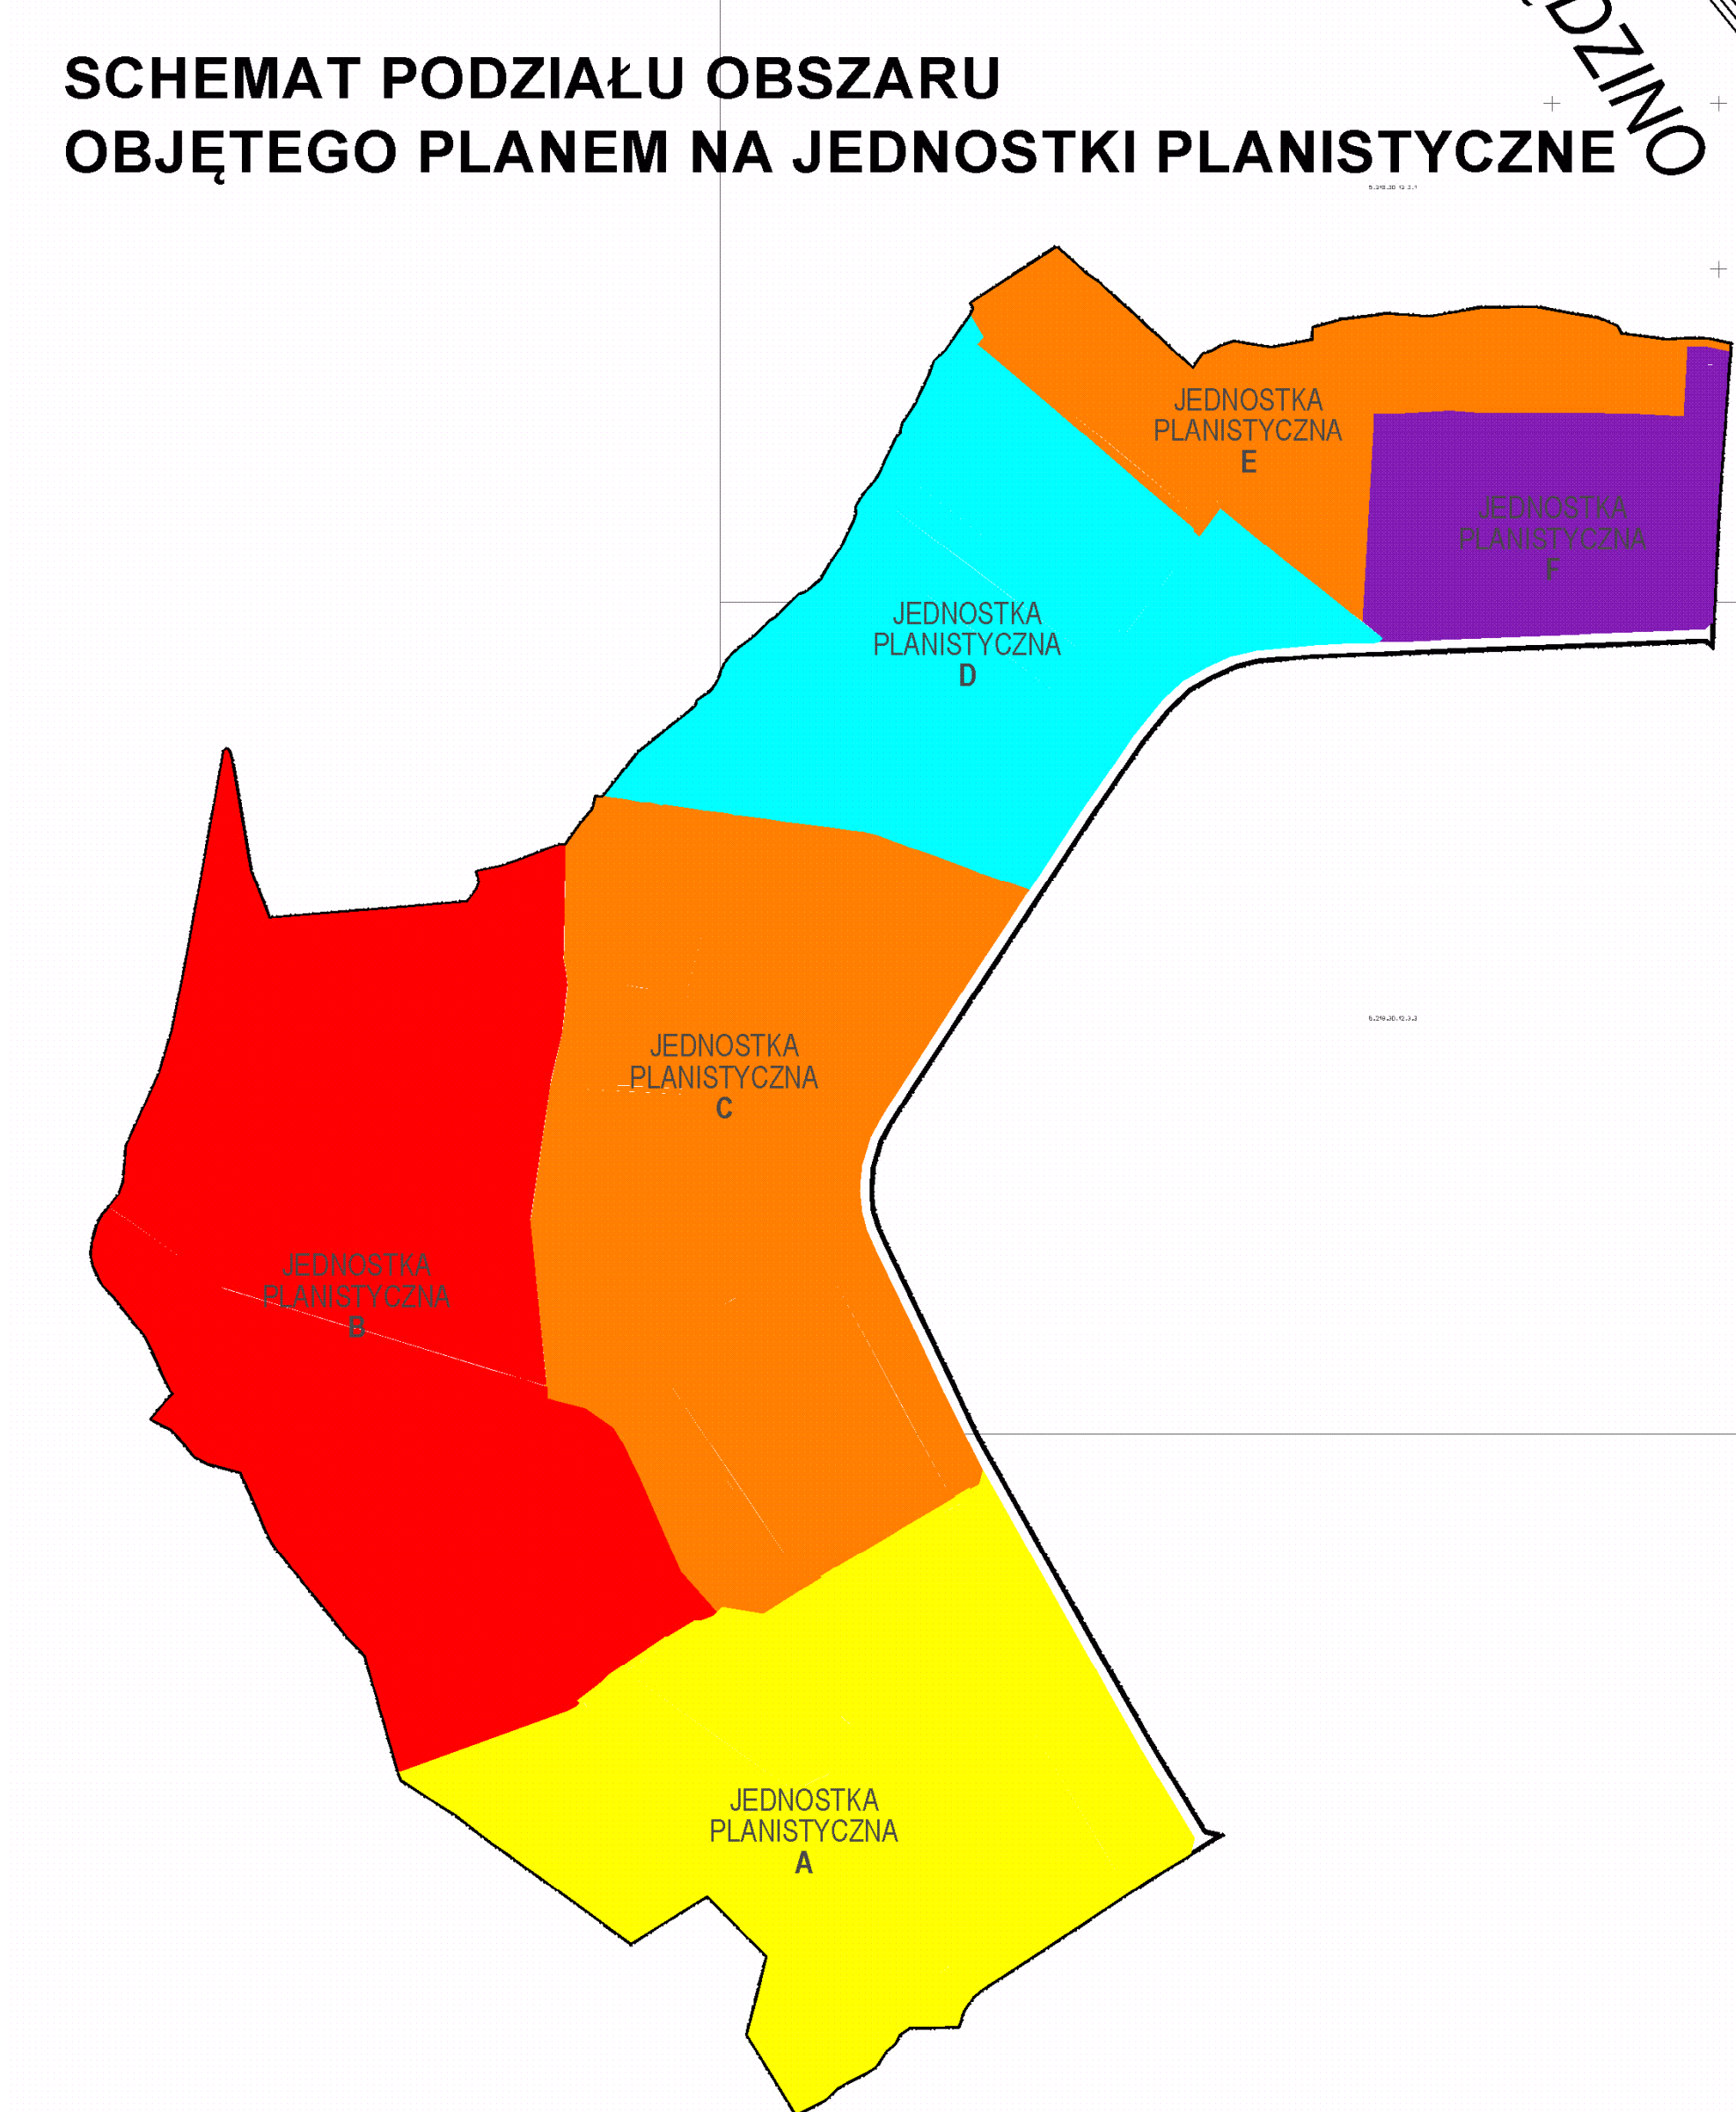 DZINO
SCHEMAT PODZIAŁU OBSZARU
OBJĘTEGO PLANEM NA JEDNOSTKI PLANISTYCZNE
JEDNOSTKA
PLANISTYCZNA
E
JEDNOSTKA
PLANISTYCZNA
F
JEDNOSTKA
PLANISTYCZNA
D
JEDNOSTKA
PLANISTYCZNA
C
JEDNOSTKA
PLANISTYCZNA
B
JEDNOSTKA
PLANISTYCZNA
A